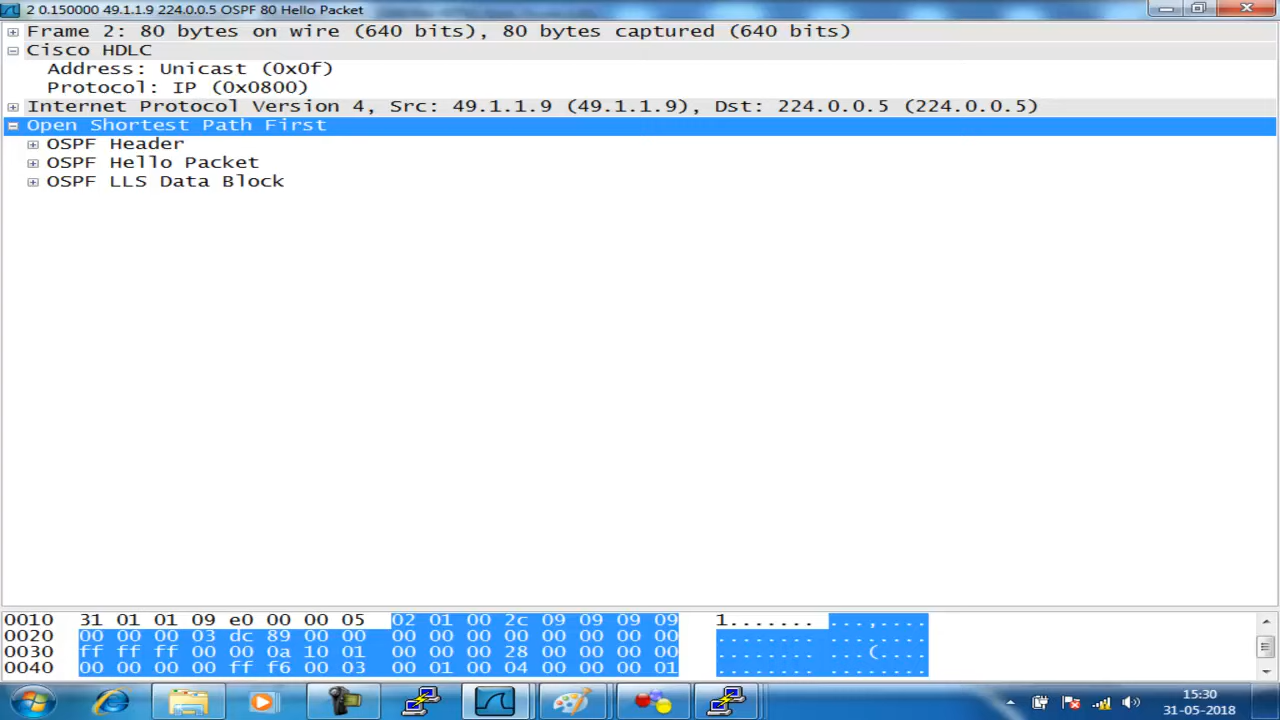 2 0.150000 49.1.1.9 224.0.0.5 OSPF 80 Hello Packet
Frame 2: 80 bytes on wire (640 bits), 80 bytes captured (640 bits)
Cisco HDLC
Address: Unicast (0x0f)
Protocol: IP (0x0800)
Internet Protocol Version 4, Src: 49.1.1.9 (49.1.1.9), Dst: 224.0.0.5 (224.0.0.5)
Open Shortest Path First
OSPF Header
OSPF Hello Packet
OSPF LLS Data Block
0010 31 01 01 09 e0 00 00 05 02 01 00 2c 09 09 09 09 1....... ...,....
0020 00 00 00 03 dc 89 00 00 00 00 00 00 00 00 00 00 ........ ........
0030 ff ff ff 00 00 0a 10 01 00 00 00 28 00 00 00 00 ........ ...(....
0040 00 00 00 00 ff f6 00 03 00 01 00 04 00 00 00 01 ........ ........
15:30
31-05-2018